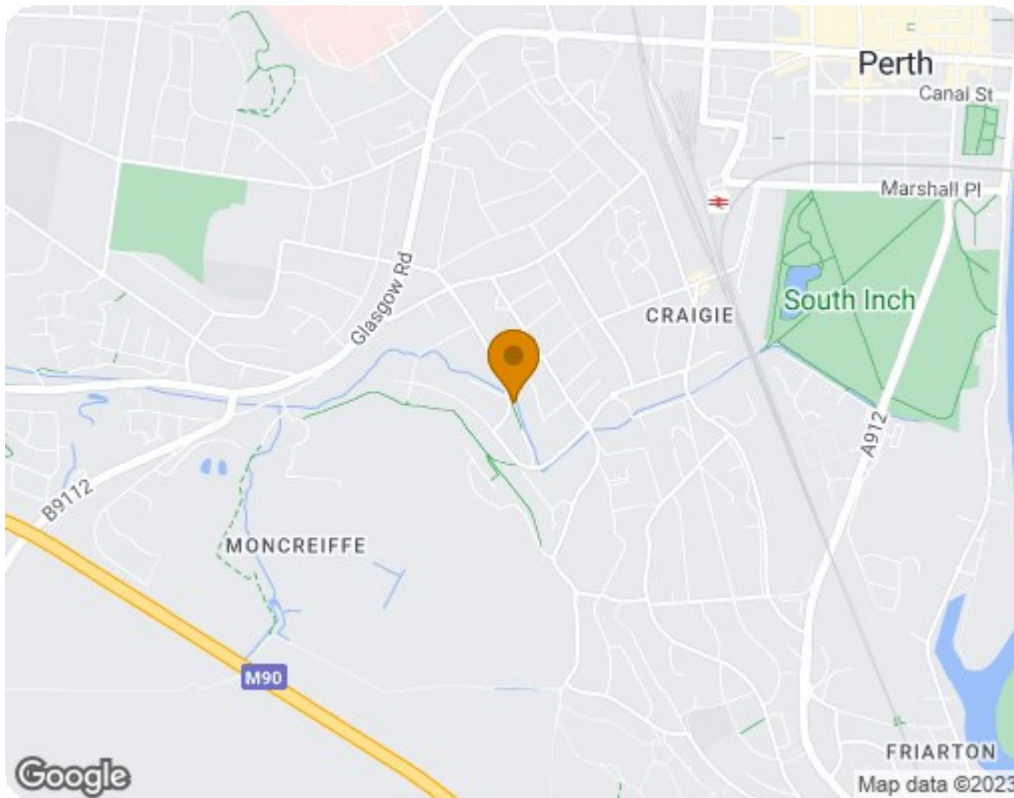 Perth
Canal St
Marshall Pl
Glasgow Rd
CRAIGIE
South Inch
A912
B9112
MONCREIFFE
M90
FRIARTON
Google
Map data ©2023